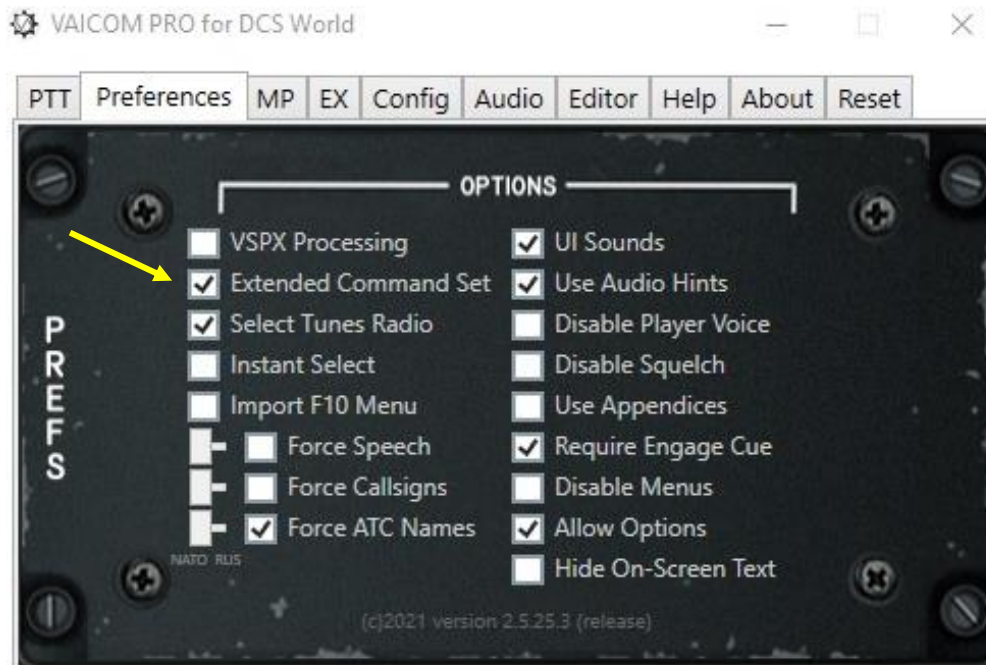 VAICOM PRO for DCS World
PTT Preferences MP EX Config Audio Editor Help About Reset
OPTIONS
PREFS
VSPX Processing
Extended Command Set
Select Tunes Radio
Instant Select
Import F10 Menu
Force Speech
Force Callsigns
Force ATC Names
NATO RUS
UI Sounds
Use Audio Hints
Disable Player Voice
Disable Squelch
Use Appendices
Require Engage Cue
Disable Menus
Allow Options
Hide On-Screen Text
(c)2021 version 2.5.25.3 (release)